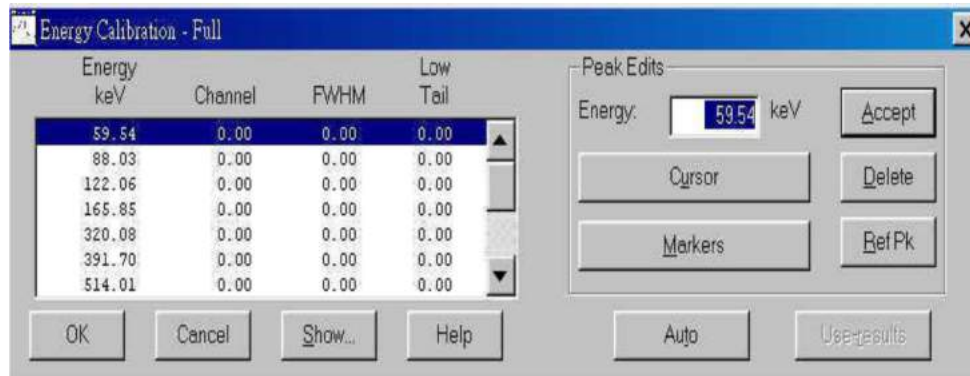 Energy Calibration - Full
Energy keV Channel FWHM Low Tail
59.54 0.00 0.00 0.00
88.03 0.00 0.00 0.00
122.06 0.00 0.00 0.00
165.85 0.00 0.00 0.00
320.08 0.00 0.00 0.00
391.70 0.00 0.00 0.00
514.01 0.00 0.00 0.00
OK Cancel Show... Help
Peak Edits
Energy: 59.54 keV Accept
Cursor Delete
Markers Ref Pk
Auto Use-results